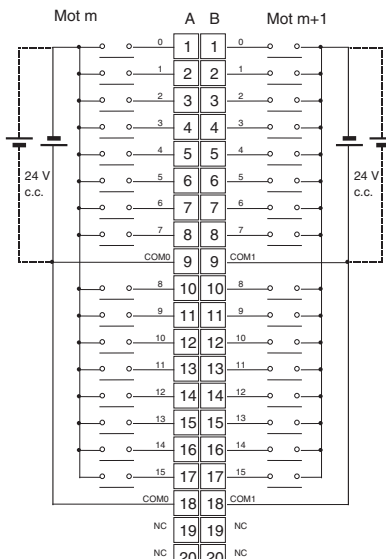 Mot m A B Mot m+1
0 1 1 0
1 2 2 1
2 3 3 2
3 4 4 3
4 5 5 4
24 V c.c. 5 6 6 5 24 V c.c.
6 7 7 6
7 8 8 7
COM0 9 9 COM1
8 10 10 8
9 11 11 9
10 12 12 10
11 13 13 11
12 14 14 12
13 15 15 13
14 16 16 14
15 17 17 15
COM0 18 18 COM1
NC 19 19 NC
NC 20 20 NC